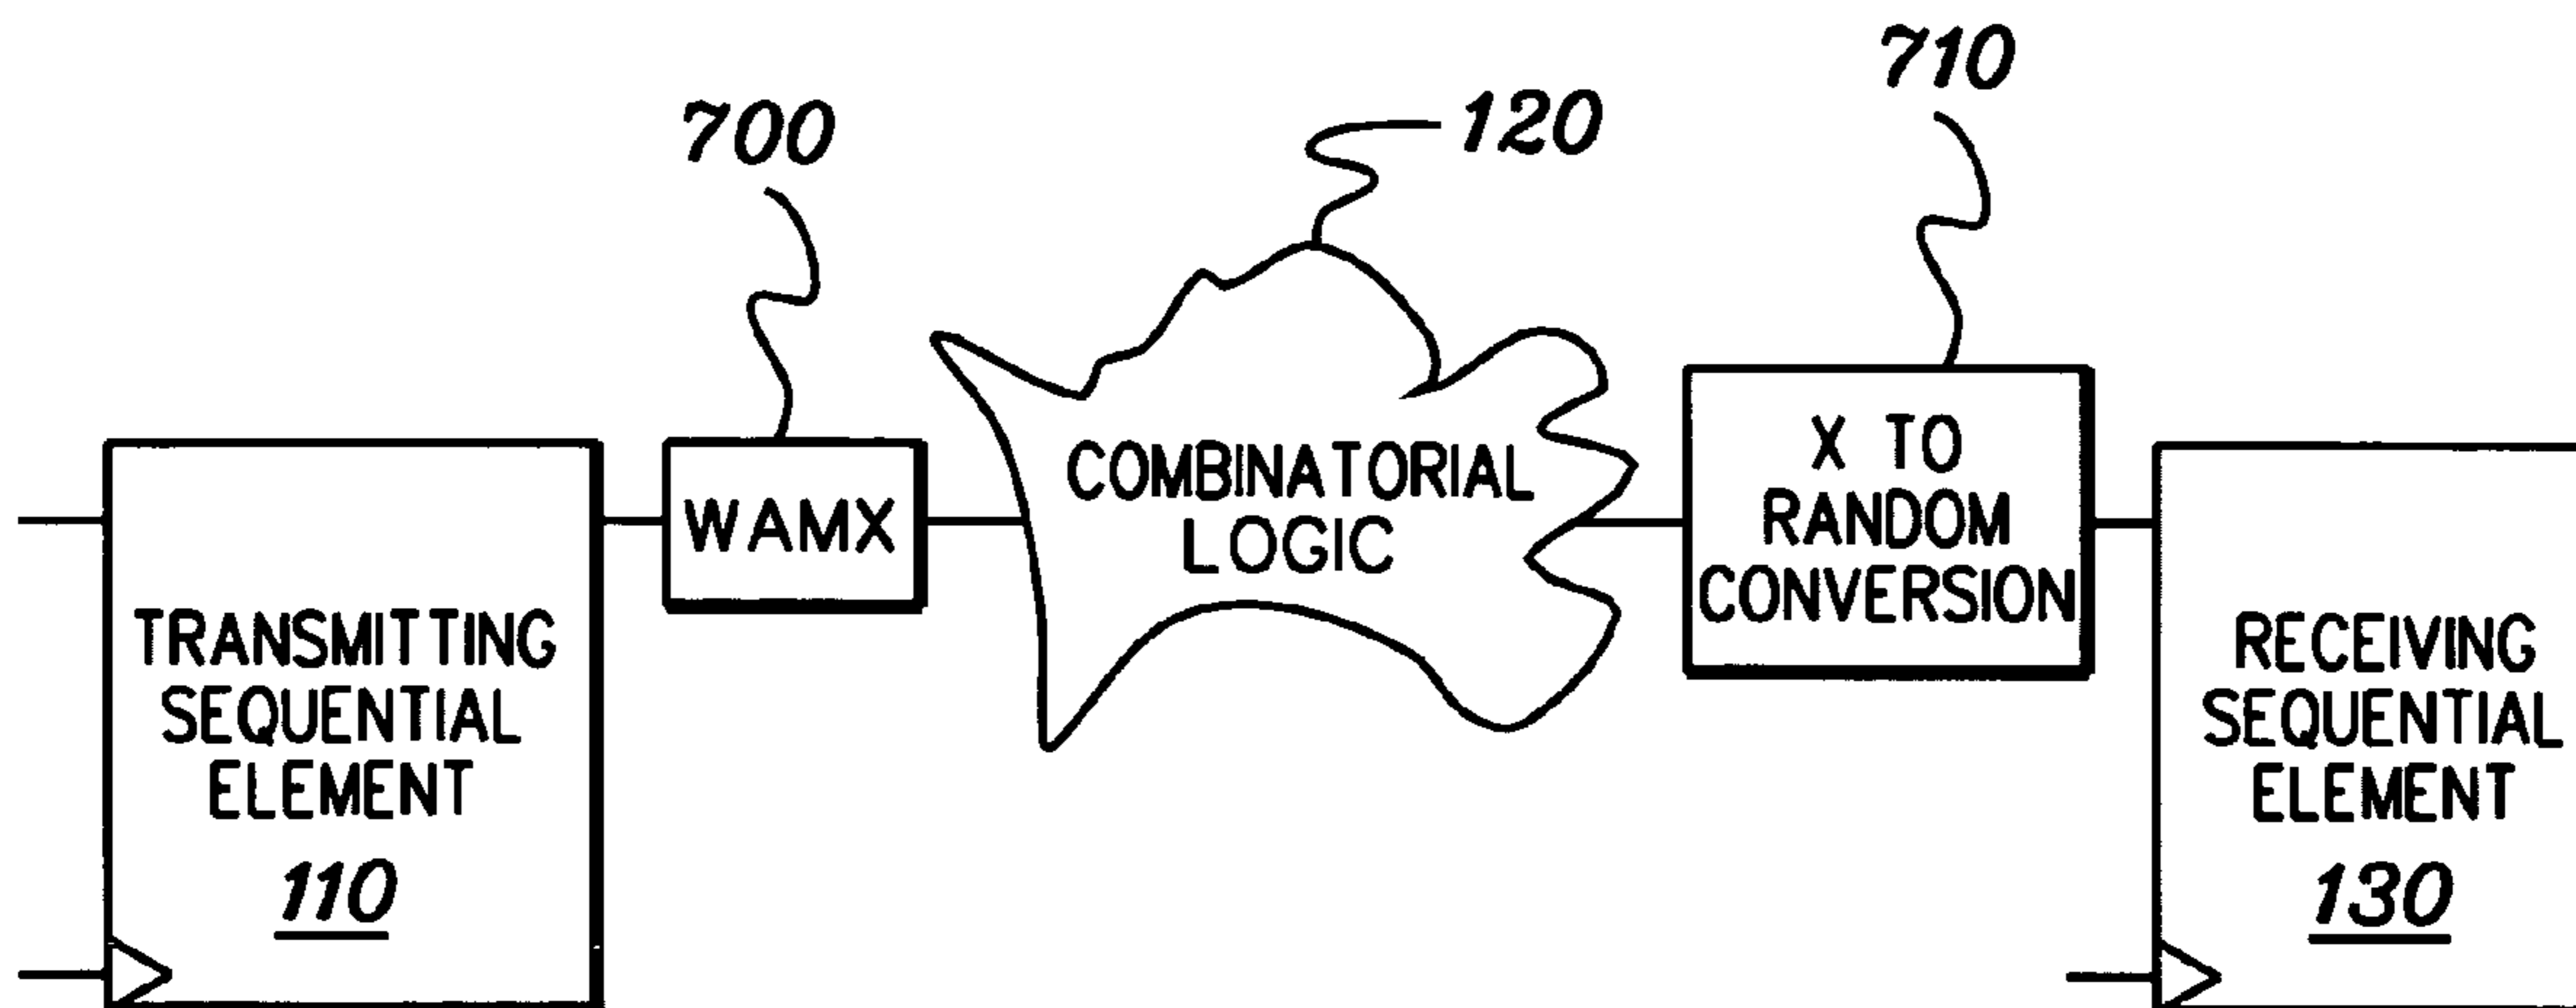 700
120
710
WAMX
COMBINATORIAL
LOGIC
X TO
RANDOM
CONVERSION
TRANSMITTING
SEQUENTIAL
ELEMENT
110
RECEIVING
SEQUENTIAL
ELEMENT
130